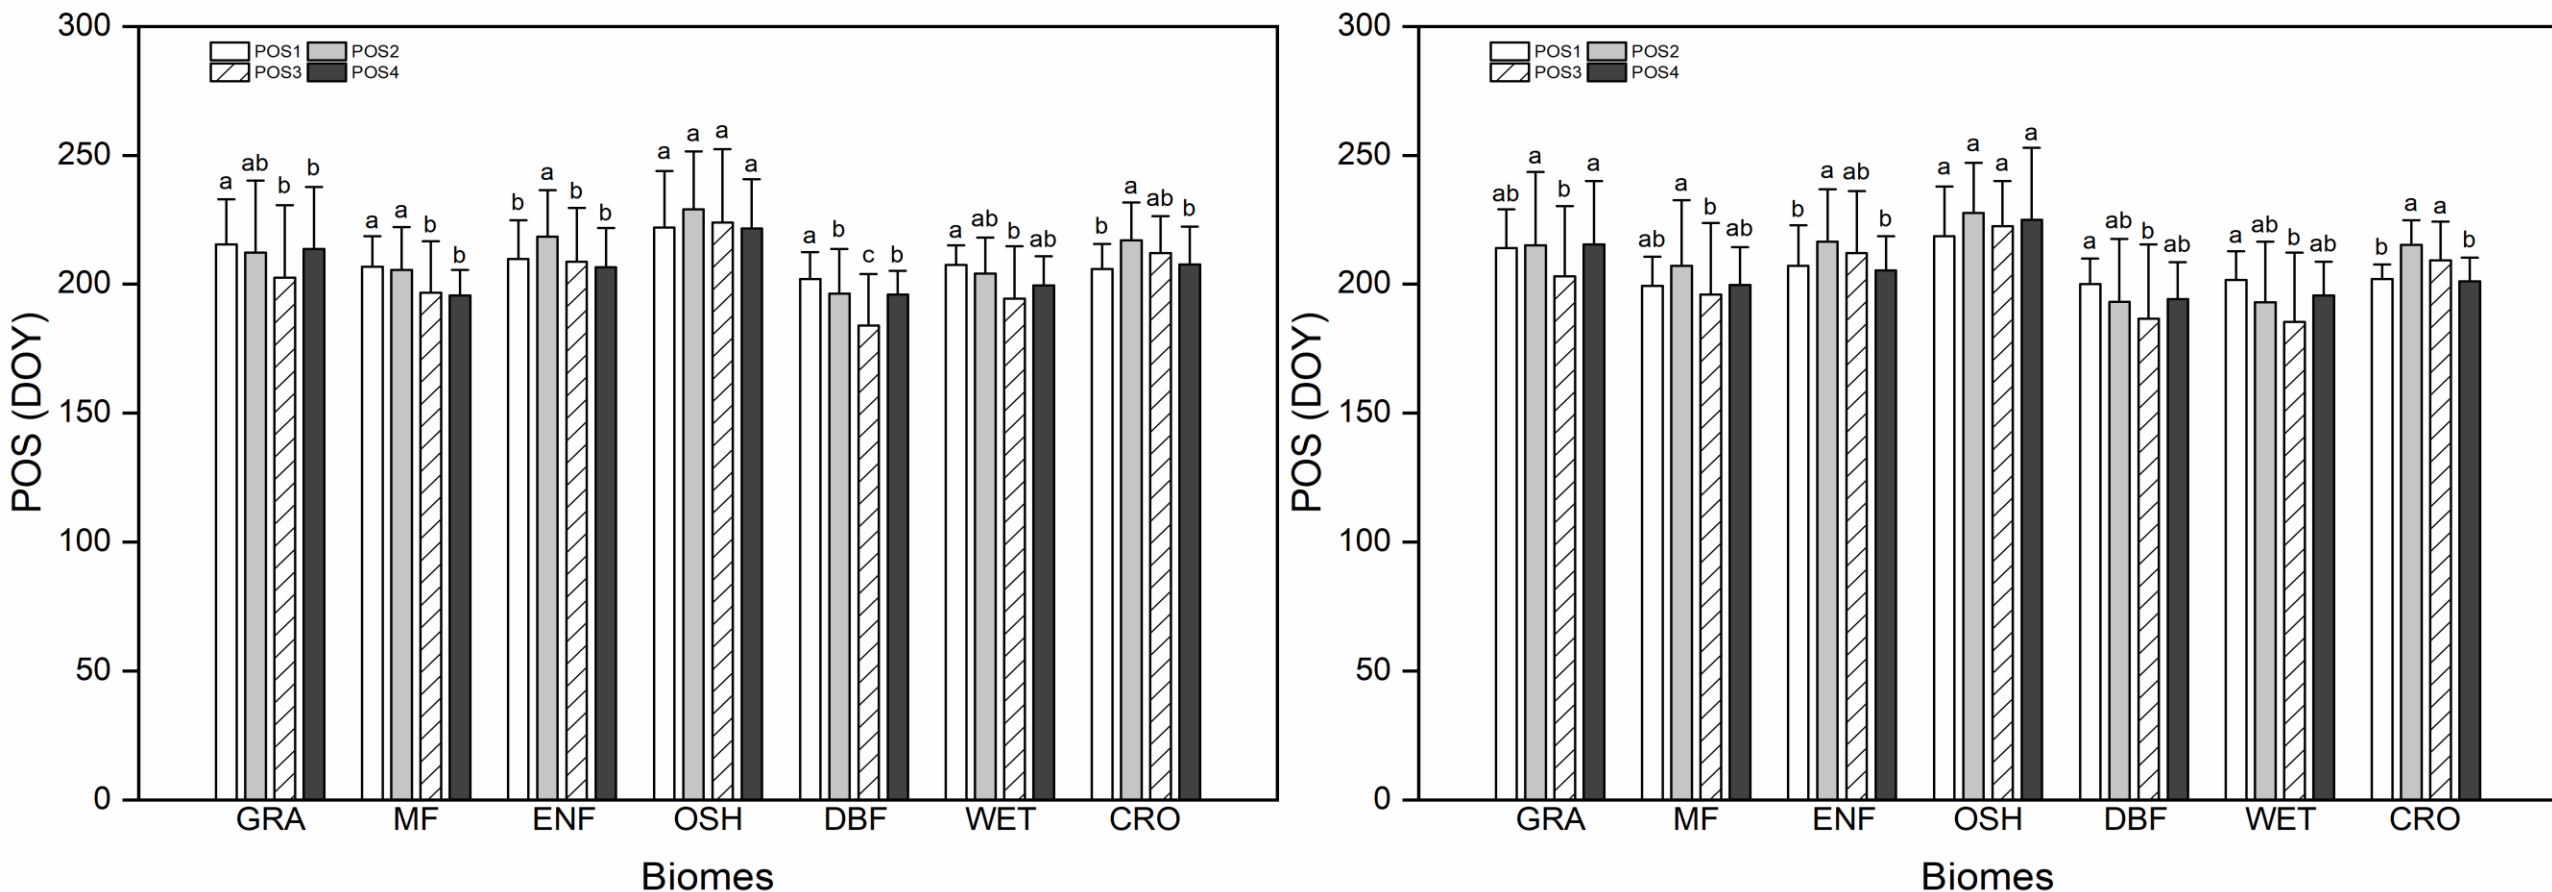 300
250
200
150
100
50
0
POS (DOY)
POS1 POS2
POS3 POS4
a ab b b
a a b b
b a b b
a a a a
a b c b
a ab b ab
b a ab b
GRA MF ENF OSH DBF WET CRO
Biomes
300
250
200
150
100
50
0
POS (DOY)
POS1 POS2
POS3 POS4
ab a b a
ab a b ab
b a ab b
a a a a
a ab b ab
a ab b ab
b a a b
GRA MF ENF OSH DBF WET CRO
Biomes